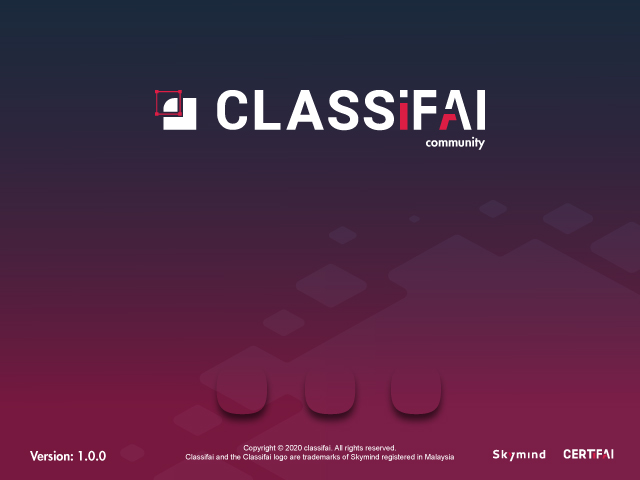 CLASSiFAI
community
Version: 1.0.0
Copyright © 2020 classifai. All rights reserved.
Classifai and the Classifai logo are trademarks of Skymind registered in Malaysia
Skymind
CERTIFAI